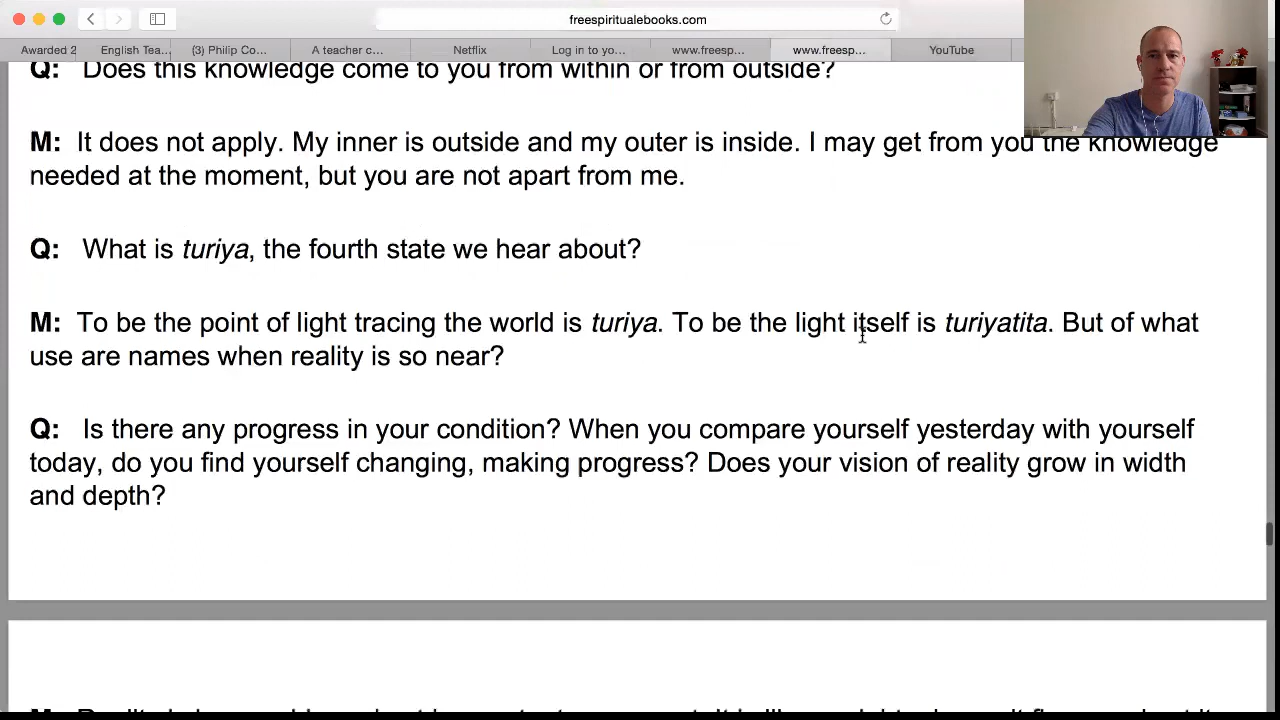 freespiritualebooks.com
Awarded 2
English Tea...
(3) Philip Co...
A teacher c...
Netflix
Log in to yo...
www.freesp...
www.freesp...
YouTube
Q: Does this knowledge come to you from within or from outside?
M: It does not apply. My inner is outside and my outer is inside. I may get from you the knowledge
needed at the moment, but you are not apart from me.
Q: What is turiya, the fourth state we hear about?
M: To be the point of light tracing the world is turiya. To be the light itself is turiyatita. But of what
use are names when reality is so near?
Q: Is there any progress in your condition? When you compare yourself yesterday with yourself
today, do you find yourself changing, making progress? Does your vision of reality grow in width
and depth?